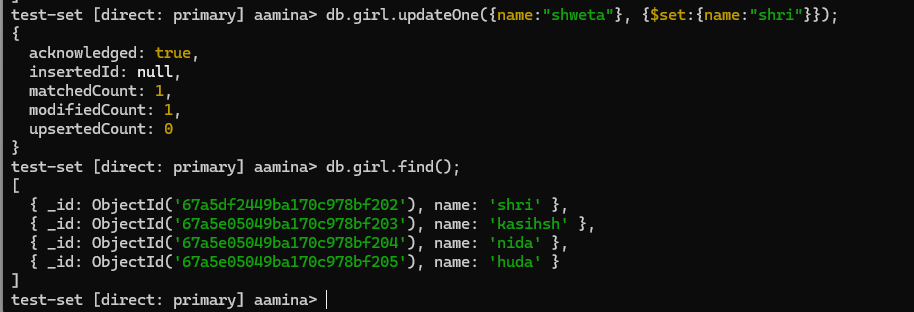 test-set [direct: primary] aamina> db.girl.updateOne({name:"shweta"}, {$set:{name:"shri"}});
{
  acknowledged: true,
  insertedId: null,
  matchedCount: 1,
  modifiedCount: 1,
  upsertedCount: 0
}
test-set [direct: primary] aamina> db.girl.find();
[
  { _id: ObjectId('67a5df2449ba170c978bf202'), name: 'shri' },
  { _id: ObjectId('67a5e05049ba170c978bf203'), name: 'kasihsh' },
  { _id: ObjectId('67a5e05049ba170c978bf204'), name: 'nida' },
  { _id: ObjectId('67a5e05049ba170c978bf205'), name: 'huda' }
]
test-set [direct: primary] aamina>